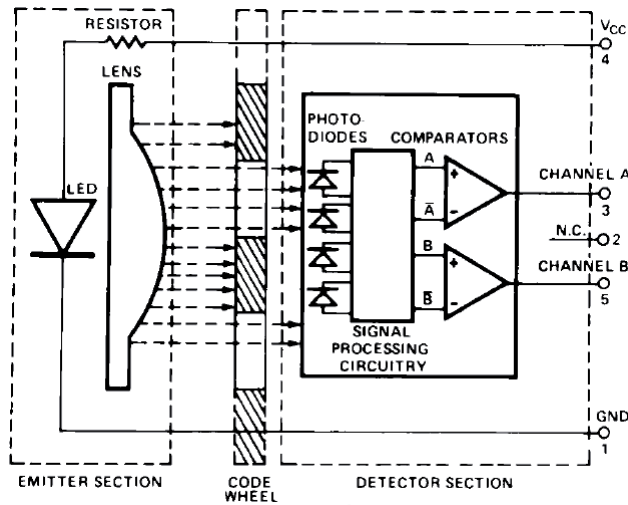 RESISTOR
VCC
4
LENS
PHOTO-
DIODES
COMPARATORS
LED
A
+
CHANNEL A
3
A̅
−
N.C.
2
B
+
CHANNEL B
5
B̅
−
SIGNAL
PROCESSING
CIRCUITRY
GND
1
EMITTER SECTION
CODE
WHEEL
DETECTOR SECTION